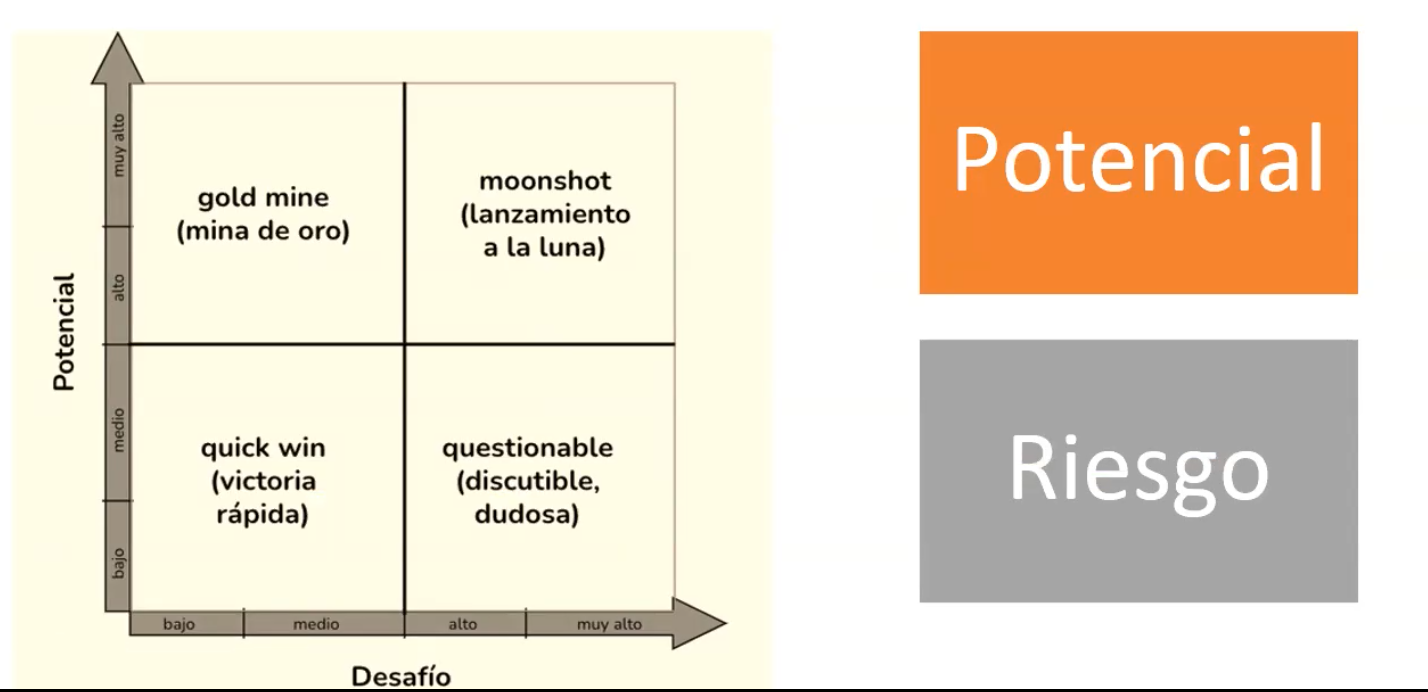 Potencial
muy alto
alto
medio
bajo
gold mine
(mina de oro)
moonshot
(lanzamiento
a la luna)
quick win
(victoria
rápida)
questionable
(discutible,
dudosa)
bajo
medio
alto
muy alto
Desafío
Potencial
Riesgo